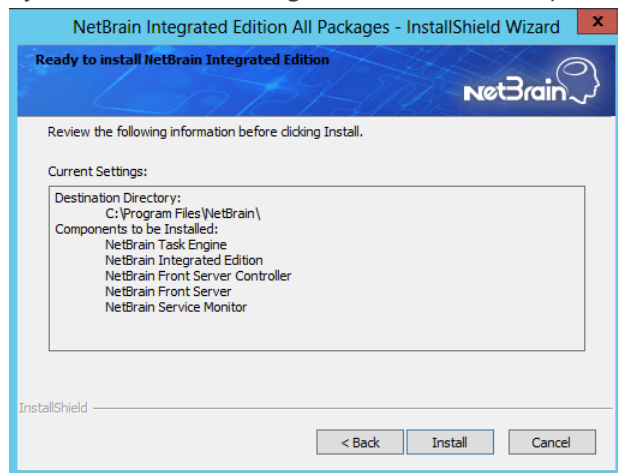 NetBrain Integrated Edition All Packages - InstallShield Wizard
x
Ready to install NetBrain Integrated Edition
NetBrain
Review the following information before clicking Install.
Current Settings:
Destination Directory:
C:\Program Files\NetBrain\
Components to be Installed:
NetBrain Task Engine
NetBrain Integrated Edition
NetBrain Front Server Controller
NetBrain Front Server
NetBrain Service Monitor
InstallShield
< Back Install Cancel